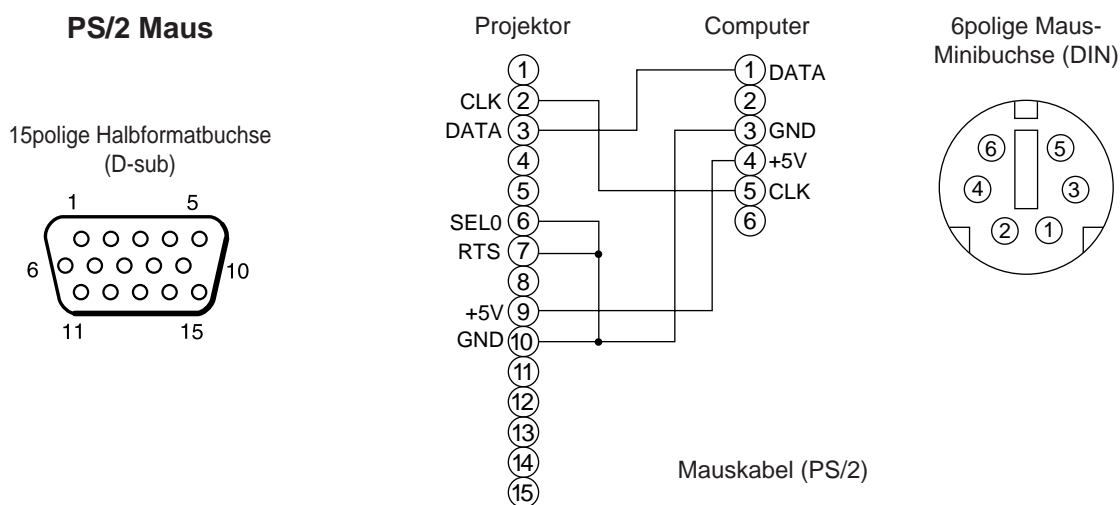 PS/2 Maus
15polige Halbformatbuchse
(D-sub)
1 5
6 10
11 15
Projektor
1
CLK 2
DATA 3
4
5
SEL0 6
RTS 7
8
+5V 9
GND 10
11
12
13
14
15
Computer
1 DATA
2
3 GND
4 +5V
5 CLK
6
Mauskabel (PS/2)
6polige Maus-
Minibuchse (DIN)
6 5
4 3
2 1